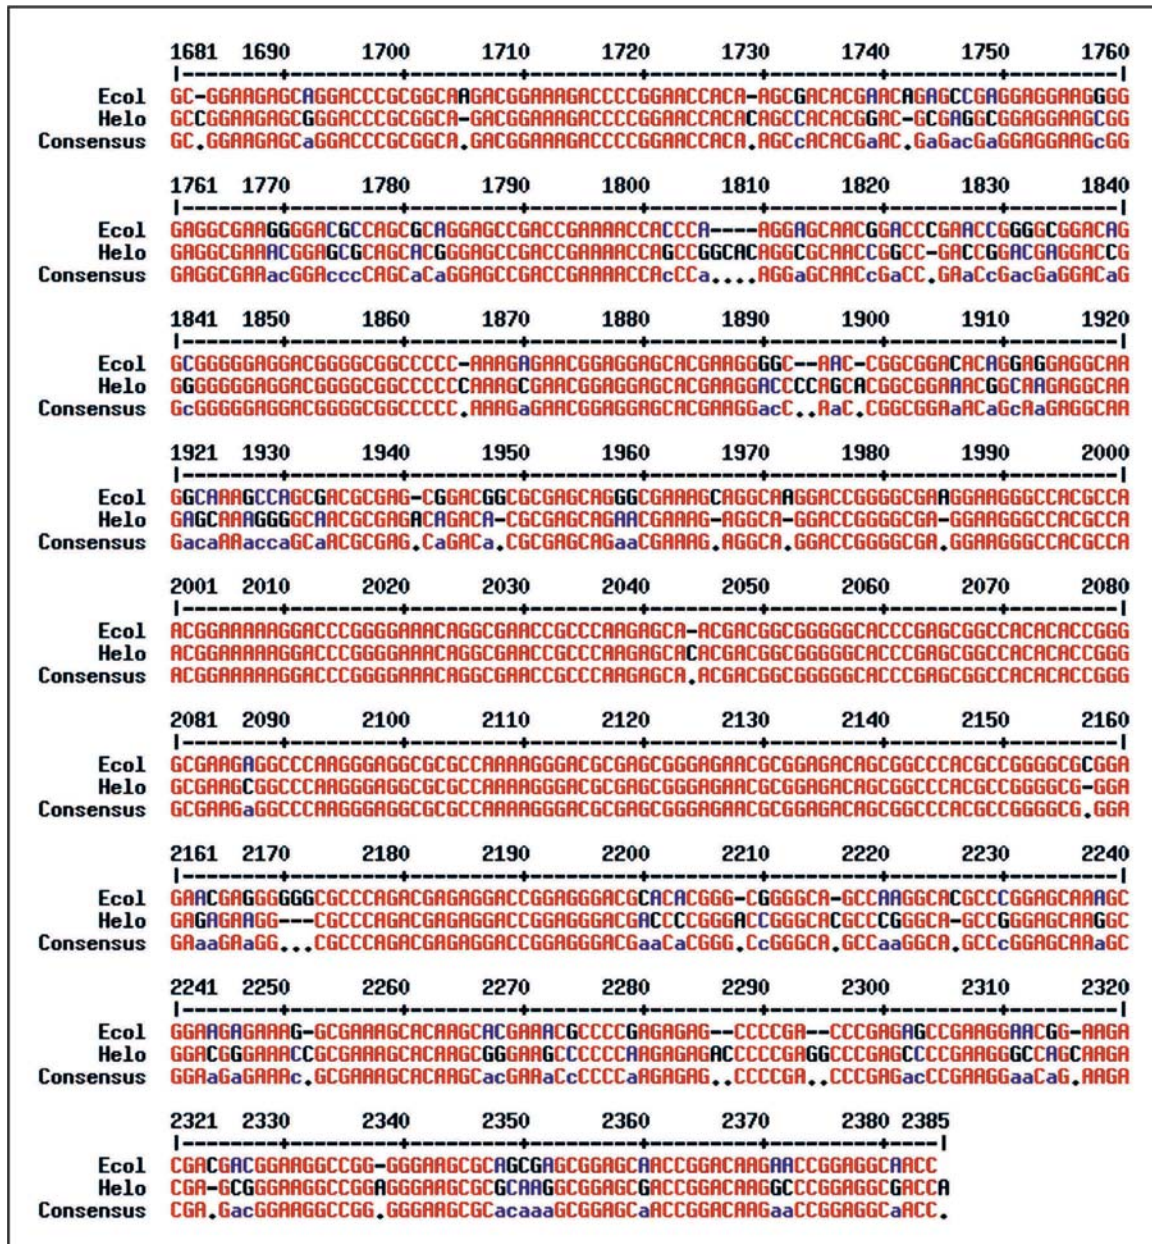 1681 1690 1700 1710 1720 1730 1740 1750 1760
|--------+---------+---------+---------+---------+---------+---------+---------|
Ecol GC-GGAAGAGCAGGACCCGCGGCAAGACGGAAAGACCCCGGAACCACA-AGCGACACGAACAGAGCCGAGGAGGAAGGGG
Helo GCCGGAAGAGCGGGACCCGCGGCA-GACGGAAAGACCCCGGAACCACACAGCCACACGGAC-GCGAGGCGGAGGAAGCGG
Consensus GC.GGAAGAGCaGGACCCGCGGCA.GACGGAAAGACCCCGGAACCACA.AGCcACACGaAC.GaGacGaGGAGGAAGcGG
1761 1770 1780 1790 1800 1810 1820 1830 1840
|--------+---------+---------+---------+---------+---------+---------+---------|
Ecol GAGGCGAAGGGGACGCCAGCGCAGGAGCCGACCGAAAACCACCCA----AGGAGCAACGGACCCGAACCGGGGCGGACAG
Helo GAGGCGAAACGGAGCGCAGCACGGGAGCCGACCGAAAACCAGCCGGCACAGGCGCAACCGGCC-GACCGGACGAGGACCG
Consensus GAGGCGAAacGGAcccCAGCaCaGGAGCCGACCGAAAACCAcCCa....AGGaGCAACcGaCC.GAaCcGacGaGGACaG
1841 1850 1860 1870 1880 1890 1900 1910 1920
|--------+---------+---------+---------+---------+---------+---------+---------|
Ecol GCGGGGGAGGACGGGGCGGCCCCC-AAAGAGAACGGAGGAGCACGAAGGGGC--AAC-CGGCGGACACAGGAGGAGGCAA
Helo GGGGGGGAGGACGGGGCGGCCCCCCAAAGCGAACGGAGGAGCACGAAGGACCCCAGCACGGCGGAAACGGCAAGAGGCAA
Consensus GcGGGGGAGGACGGGGCGGCCCCC.AAAGaGAACGGAGGAGCACGAAGGacC..AaC.CGGCGGAaACaGcAaGAGGCAA
1921 1930 1940 1950 1960 1970 1980 1990 2000
|--------+---------+---------+---------+---------+---------+---------+---------|
Ecol GGCAAAGCCAGCGACGCGAG-CGGACGGCGCGAGCAGGGCGAAAGCAGGCAAGGACCGGGGCGAAGGAAGGGCCACGCCA
Helo GAGCAAAGGGGCAACGCGAGACAGACA-CGCGAGCAGAACGAAAG-AGGCA-GGACCGGGGCGA-GGAAGGGCCACGCCA
Consensus GacaAAaccaGCaACGCGAG.CaGACa.CGCGAGCAGaaCGAAAG.AGGCA.GGACCGGGGCGA.GGAAGGGCCACGCCA
2001 2010 2020 2030 2040 2050 2060 2070 2080
|--------+---------+---------+---------+---------+---------+---------+---------|
Ecol ACGGAAAAAGGACCCGGGGAAACAGGCGAACCGCCCAAGAGCA-ACGACGGCGGGGGCACCCGAGCGGCCACACACCGGG
Helo ACGGAAAAAGGACCCGGGGAAACAGGCGAACCGCCCAAGAGCACACGACGGCGGGGGCACCCGAGCGGCCACACACCGGG
Consensus ACGGAAAAAGGACCCGGGGAAACAGGCGAACCGCCCAAGAGCA.ACGACGGCGGGGGCACCCGAGCGGCCACACACCGGG
2081 2090 2100 2110 2120 2130 2140 2150 2160
|--------+---------+---------+---------+---------+---------+---------+---------|
Ecol GCGAAGAGGCCCAAGGGAGGCGCGCCAAAAGGGACGCGAGCGGGAGAACGCGGAGACAGCGGCCCACGCCGGGGCGCGGA
Helo GCGAAGCGGCCCAAGGGAGGCGCGCCAAAAGGGACGCGAGCGGGAGAACGCGGAGACAGCGGCCCACGCCGGGGCG-GGA
Consensus GCGAAGaGGCCCAAGGGAGGCGCGCCAAAAGGGACGCGAGCGGGAGAACGCGGAGACAGCGGCCCACGCCGGGGCG.GGA
2161 2170 2180 2190 2200 2210 2220 2230 2240
|--------+---------+---------+---------+---------+---------+---------+---------|
Ecol GAACGAGGGGGGCGCCCAGACGAGAGGACCGGAGGGACGCACACGGG-CGGGGCA-GCCAAGGCACGCCCGGAGCAAAGC
Helo GAGAGAAGG---CGCCCAGACGAGAGGACCGGAGGGACGACCCCGGGACCGGGCACGCCCGGGCA-GCCGGGAGCAAGGC
Consensus GAaaGAaGG...CGCCCAGACGAGAGGACCGGAGGGACGaaCaCGGG.CcGGGCA.GCCaaGGCA.GCCcGGAGCAAaGC
2241 2250 2260 2270 2280 2290 2300 2310 2320
|--------+---------+---------+---------+---------+---------+---------+---------|
Ecol GGAAGAGAAAG-GCGAAAGCACAAGCACGAAACGCCCCGAGAGAG--CCCCGA--CCCGAGAGCCGAAGGAACGG-AAGA
Helo GGACGGGAAACCGCGAAAGCACAAGCGGGAAGCCCCCCAAGAGAGACCCCCGAGGCCCGAGCCCCGAAGGGCCAGCAAGA
Consensus GGAaGaGAAAc.GCGAAAGCACAAGCacGAAaCcCCCCaAGAGAG..CCCCGA..CCCGAGacCCGAAGGaaCaG.AAGA
2321 2330 2340 2350 2360 2370 2380 2385
|--------+---------+---------+---------+---------+---------+----|
Ecol CGACGACGGAAGGCCGG-GGGAAGCGCAGCGAGCGGAGCAACCGGACAAGAACCGGAGGCAACC
Helo CGA-GCGGGAAGGCCGGAGGGAAGCGCGCAAGGCGGAGCGACCGGACAAGGCCCGGAGGCGACCA
Consensus CGA.GacGGAAGGCCGG.GGGAAGCGCacaaaGCGGAGCaACCGGACAAGaaCCGGAGGCaACC.